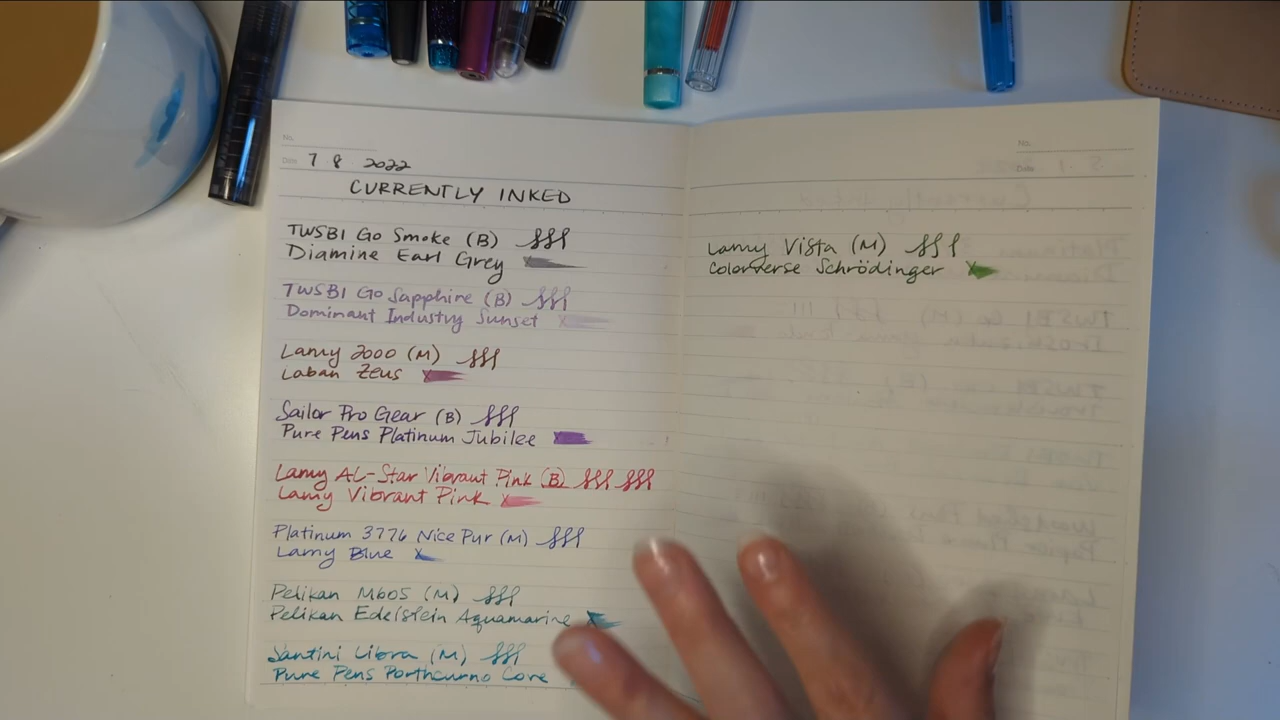 No.
Date 7 8 2022
CURRENTLY INKED
TWSBI Go Smoke (B)
Diamine Earl Grey
TWSBI Go Sapphire (B)
Dominant Industry Sunset x
Lamy 2000 (M)
Laban Zeus x
Sailor Pro Gear (B)
Pure Pens Platinum Jubilee
Lamy AL-Star Vibrant Pink (B)
Lamy Vibrant Pink x
Platinum 3776 Nice Pur (M)
Lamy Blue x
Pelikan M605 (M)
Pelikan Edelstein Aquamarine x
Santini Libra (M)
Pure Pens Porthcurno Cove
No.
Date
Lamy Vista (M)
Colorverse Schrödinger x